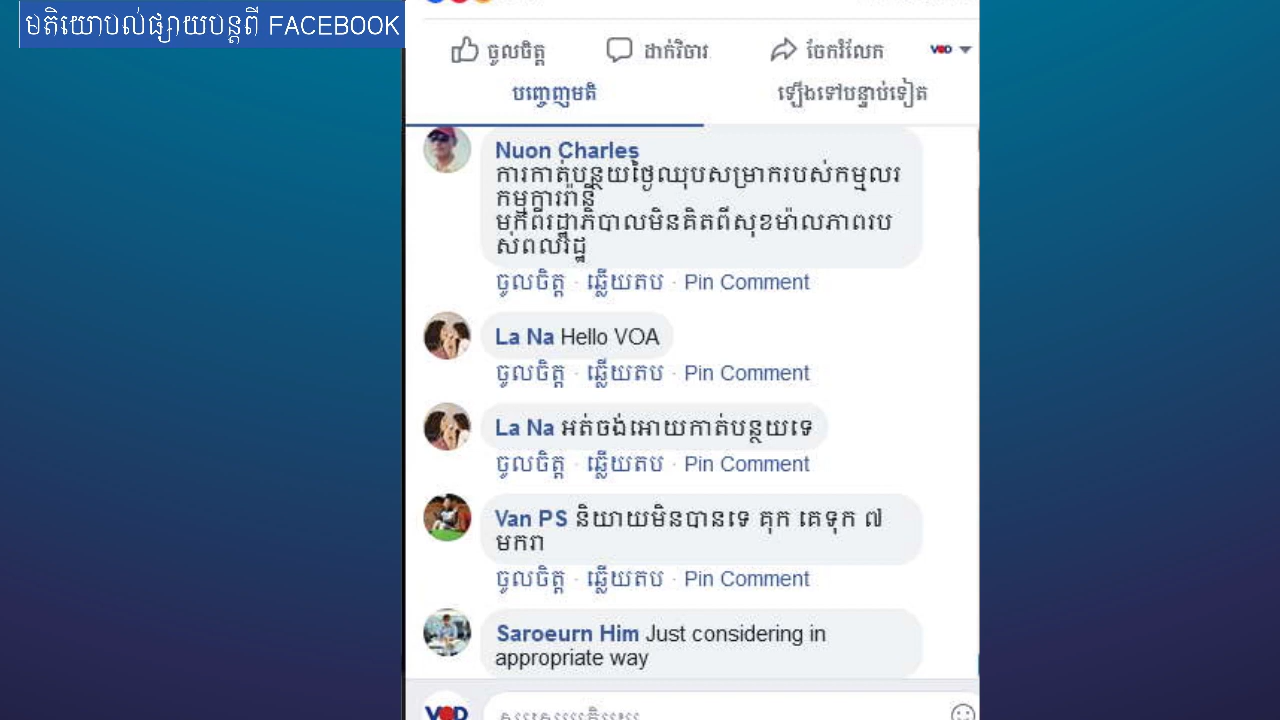 មតិយោបល់ផ្សាយបន្តពី FACEBOOK
ចូលចិត្ត ដាក់វិចារ ចែករំលែក VOD
បញ្ចេញមតិ ឡើងទៅបន្ទាប់ទៀត
Nuon Charles
ការកាត់បន្ថយថ្ងៃឈុបសម្រាករបស់កម្មលរ
កម្មការរ៉ានិ
មកពីរដ្ឋាភិបាលមិនគិតពីសុខម៉ាលភាពរប
ស់ពលរដ្ឋ
ចូលចិត្ត · ឆ្លើយតប · Pin Comment
La Na Hello VOA
ចូលចិត្ត · ឆ្លើយតប · Pin Comment
La Na អត់ចង់អោយកាត់បន្ថយទេ
ចូលចិត្ត · ឆ្លើយតប · Pin Comment
Van PS និយាយមិនបានទេ គុក គេទុក ៧
មករា
ចូលចិត្ត · ឆ្លើយតប · Pin Comment
Saroeurn Him Just considering in
appropriate way
VOD